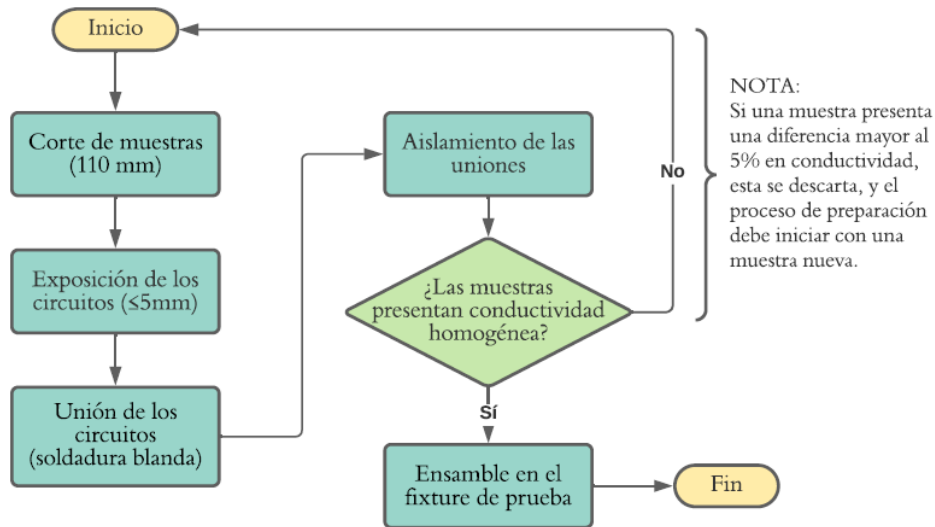 Inicio
Corte de muestras
(110 mm)
Exposición de los
circuitos (≤5mm)
Unión de los
circuitos
(soldadura blanda)
Aislamiento de las
uniones
¿Las muestras
presentan conductividad
homogénea?
No
Sí
Ensamble en el
fixture de prueba
Fin
NOTA:
Si una muestra presenta
una diferencia mayor al
5% en conductividad,
esta se descarta, y el
proceso de preparación
debe iniciar con una
muestra nueva.